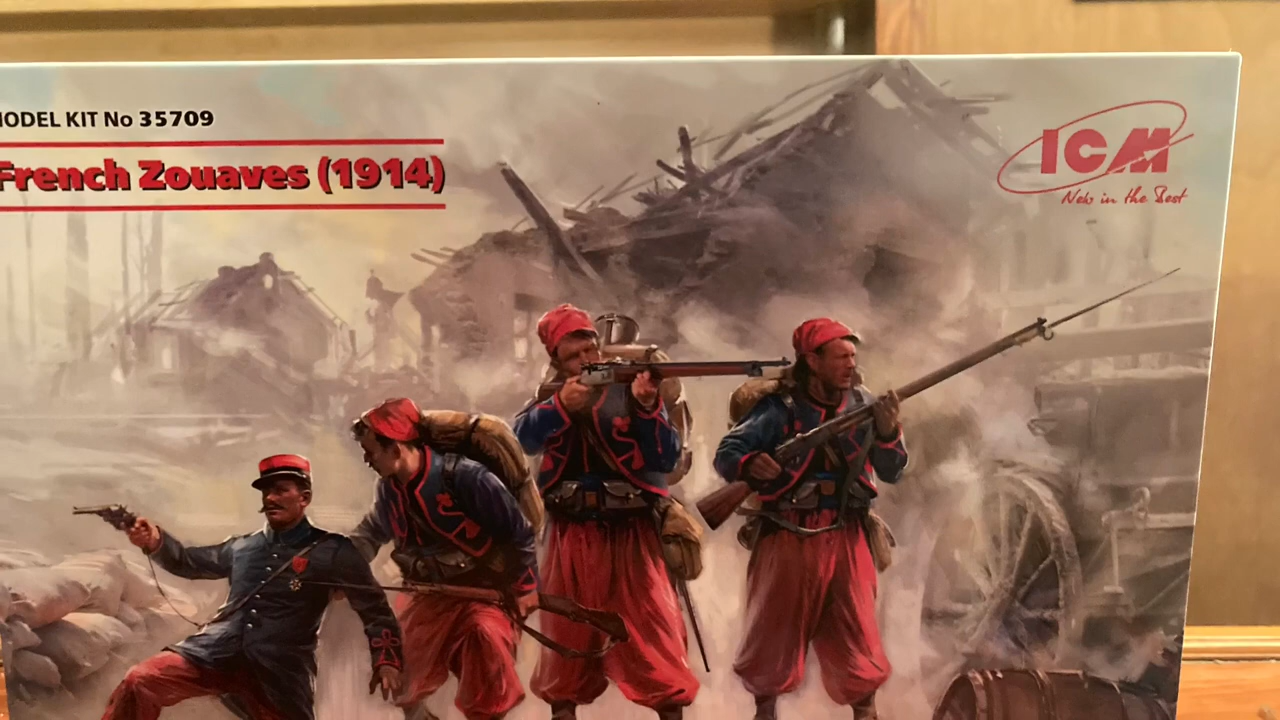 MODEL KIT No 35709
French Zouaves (1914)
ICM
New in the Best